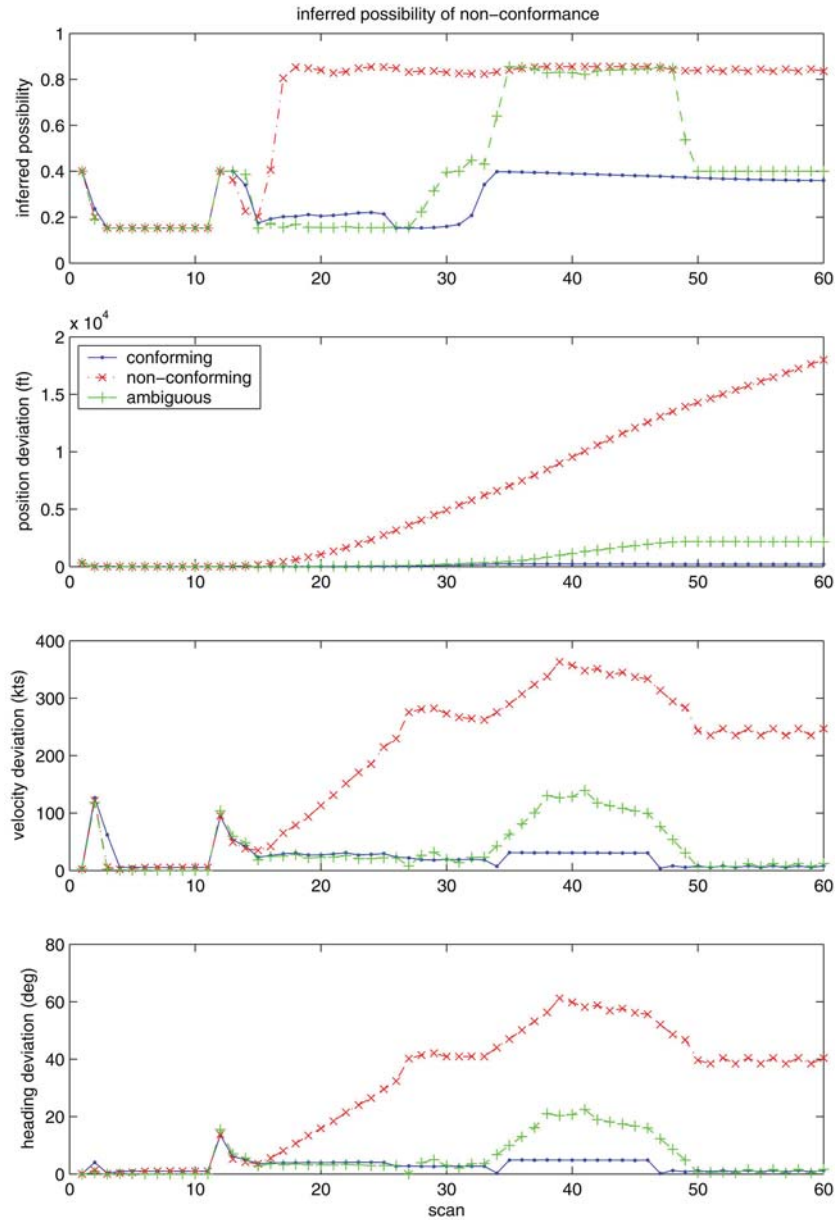 inferred possibility of non-conformance
inferred possibility
1
0.8
0.6
0.4
0.2
0
0 10 20 30 40 50 60
x 10^4
position deviation (ft)
2
1.5
1
0.5
0
conforming
non-conforming
ambiguous
0 10 20 30 40 50 60
velocity deviation (kts)
400
300
200
100
0
0 10 20 30 40 50 60
heading deviation (deg)
80
60
40
20
0
0 10 20 30 40 50 60
scan